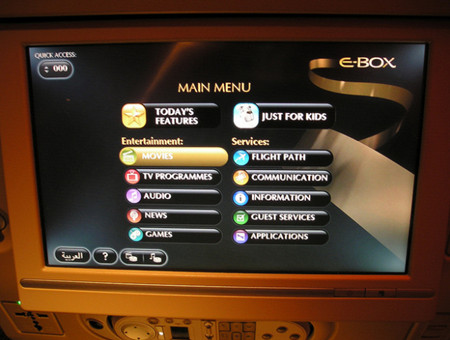 QUICK ACCESS:
000
E-BOX
MAIN MENU
TODAY'S
FEATURES
JUST FOR KIDS
Entertainment:
Services:
MOVIES
FLIGHT PATH
TV PROGRAMMES
COMMUNICATION
AUDIO
INFORMATION
NEWS
GUEST SERVICES
GAMES
APPLICATIONS
العربية
?